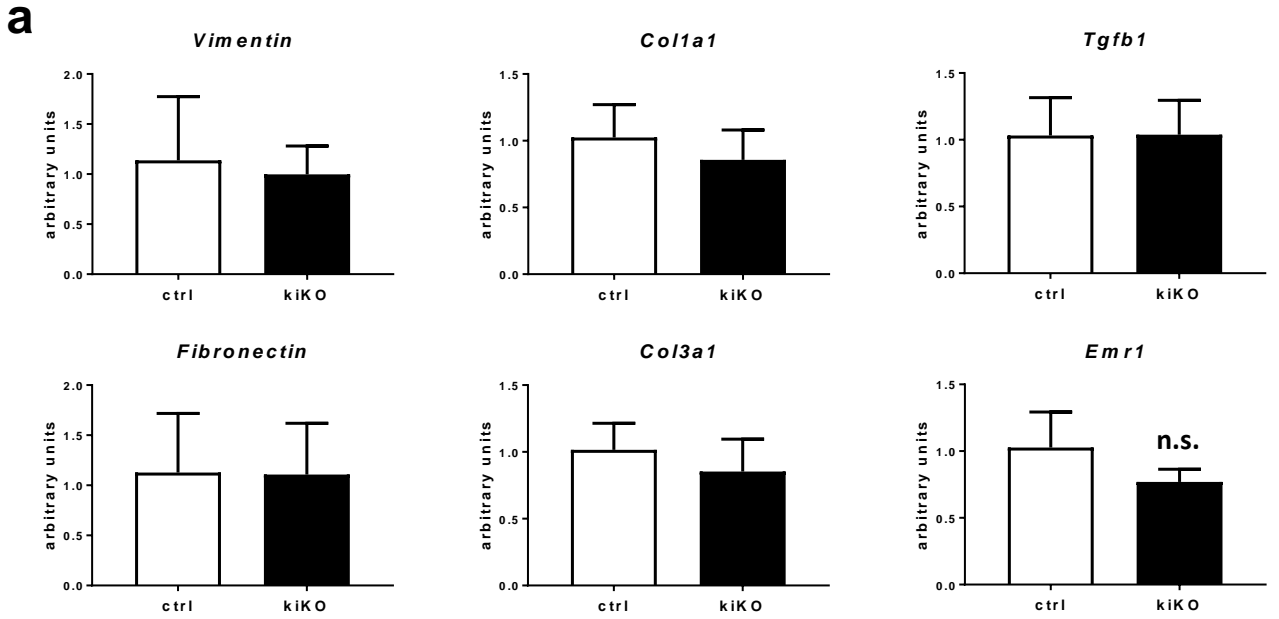 a
Vimentin
2.0
1.5
1.0
0.5
0.0
arbitrary units
ctrl
kiKO
Col1a1
1.5
1.0
0.5
0.0
arbitrary units
ctrl
kiKO
Tgfb1
1.5
1.0
0.5
0.0
arbitrary units
ctrl
kiKO
Fibronectin
2.0
1.5
1.0
0.5
0.0
arbitrary units
ctrl
kiKO
Col3a1
1.5
1.0
0.5
0.0
arbitrary units
ctrl
kiKO
Emr1
1.5
1.0
0.5
0.0
arbitrary units
n.s.
ctrl
kiKO